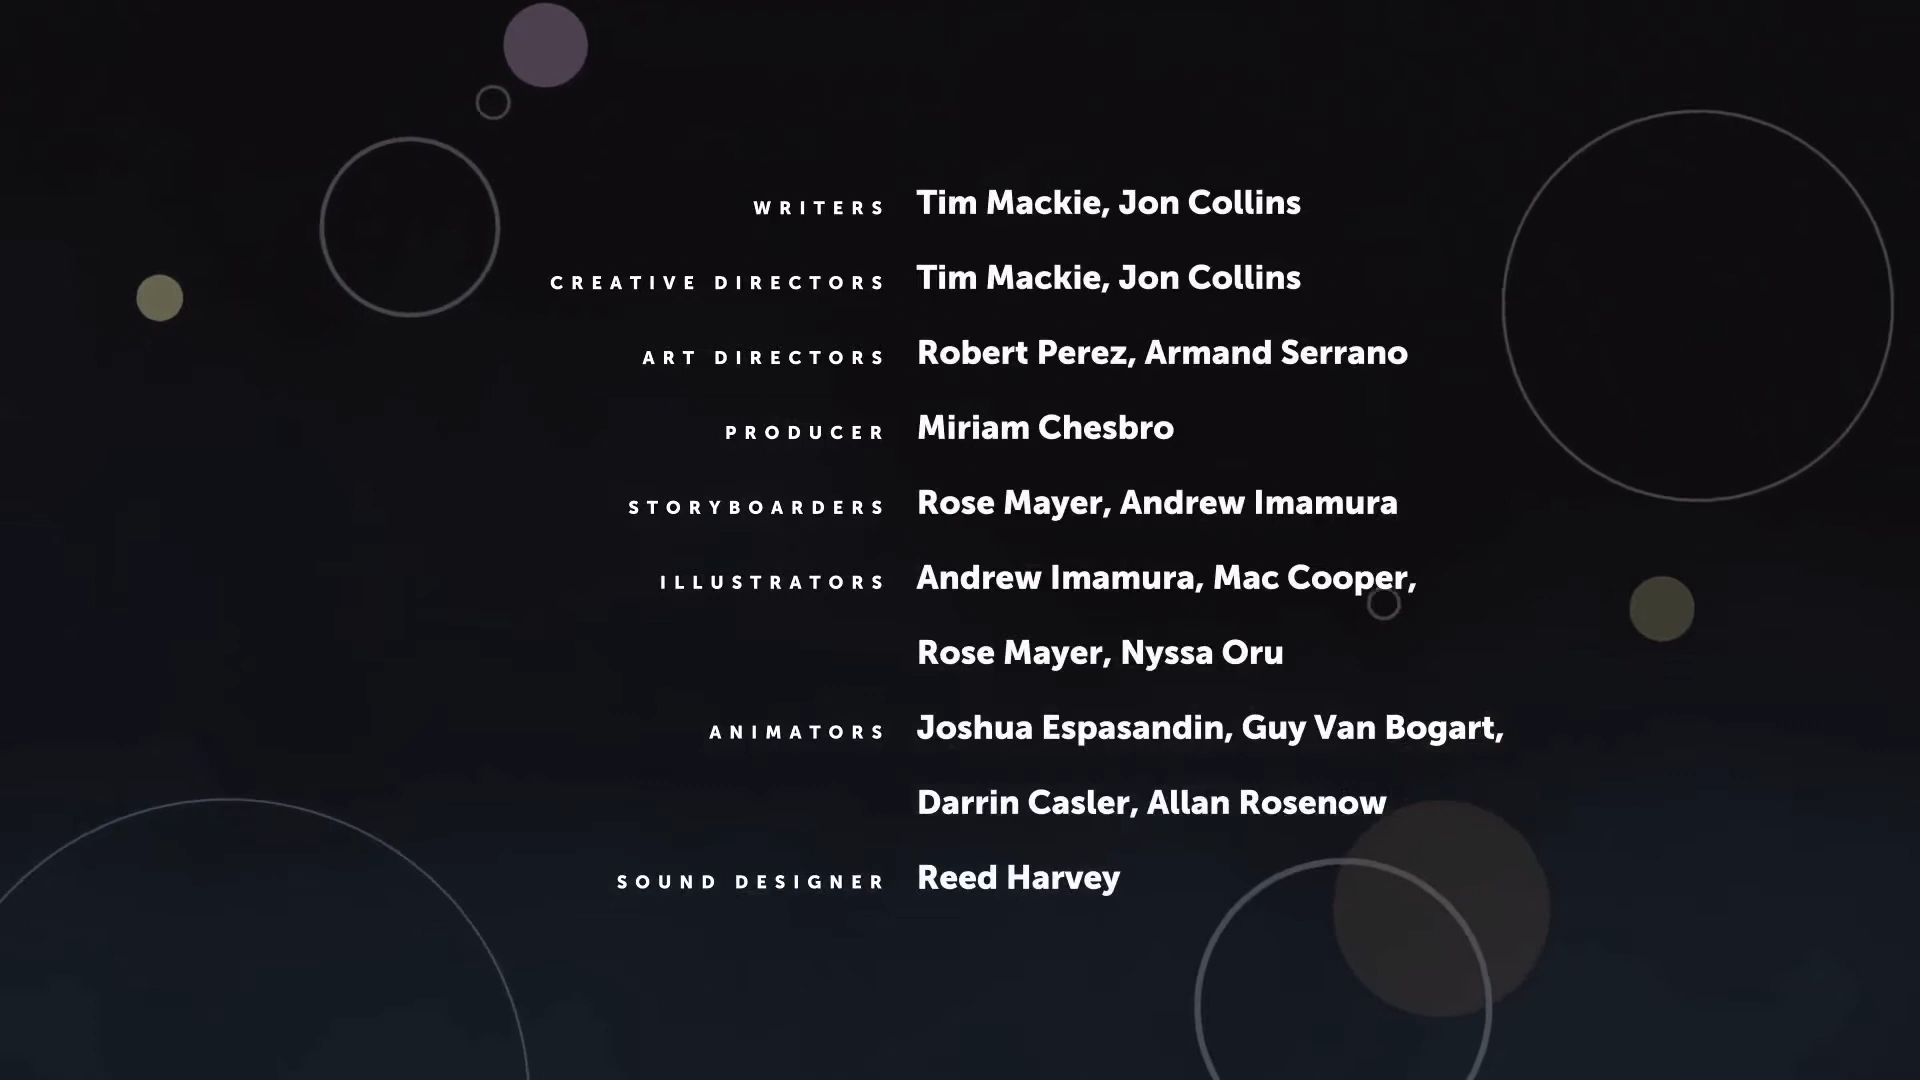 WRITERS Tim Mackie, Jon Collins
CREATIVE DIRECTORS Tim Mackie, Jon Collins
ART DIRECTORS Robert Perez, Armand Serrano
PRODUCER Miriam Chesbro
STORYBOARDERS Rose Mayer, Andrew Imamura
ILLUSTRATORS Andrew Imamura, Mac Cooper,
Rose Mayer, Nyssa Oru
ANIMATORS Joshua Espasandin, Guy Van Bogart,
Darrin Casler, Allan Rosenow
SOUND DESIGNER Reed Harvey